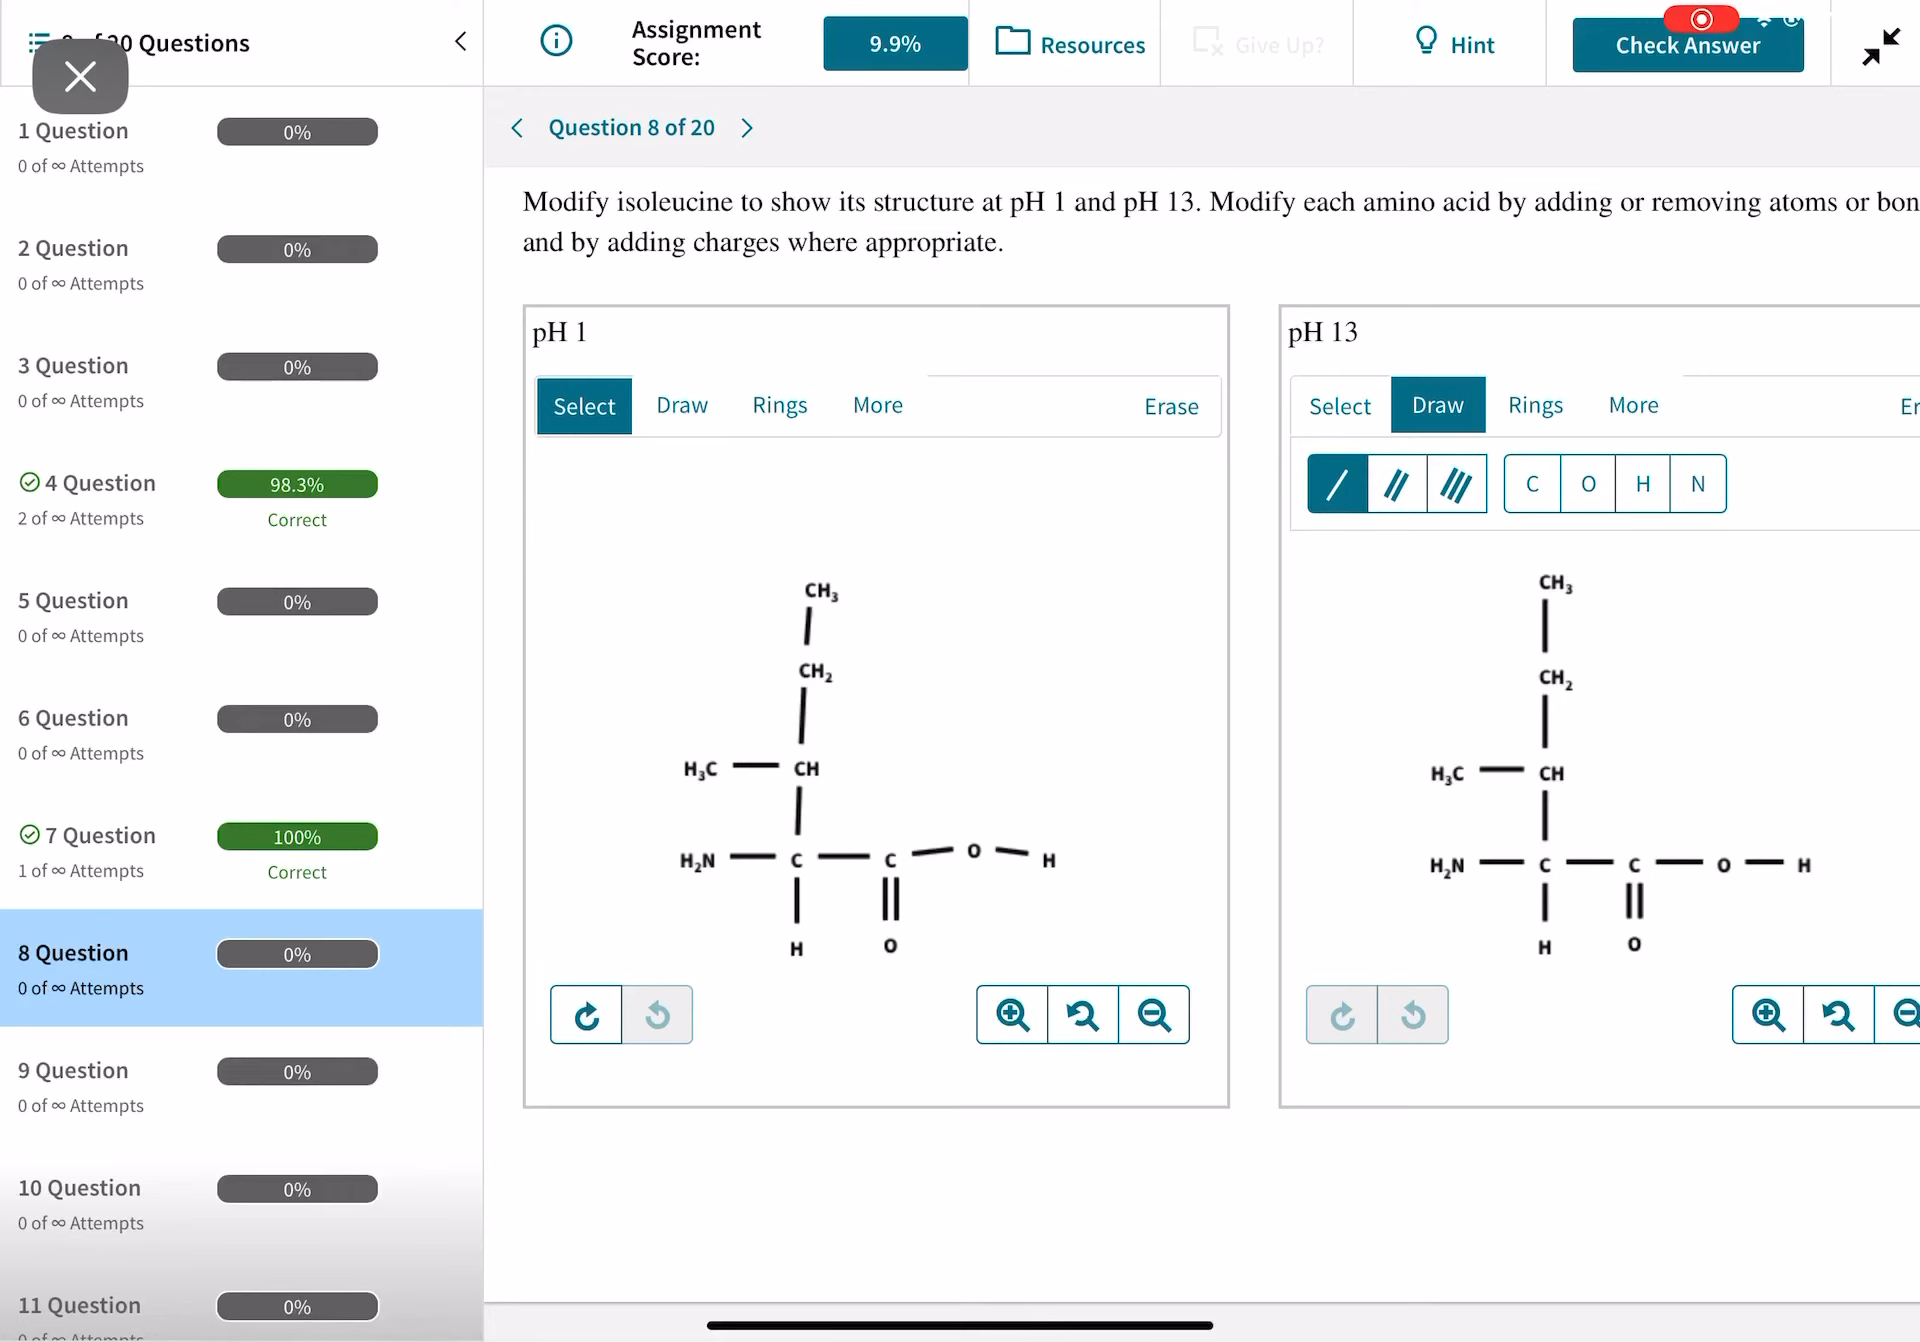 of 20 Questions
Assignment Score:
9.9%
Resources
Give Up?
Hint
Check Answer
1 Question
0%
0 of ∞ Attempts
2 Question
0%
0 of ∞ Attempts
3 Question
0%
0 of ∞ Attempts
4 Question
98.3%
2 of ∞ Attempts
Correct
5 Question
0%
0 of ∞ Attempts
6 Question
0%
0 of ∞ Attempts
7 Question
100%
1 of ∞ Attempts
Correct
8 Question
0%
0 of ∞ Attempts
9 Question
0%
0 of ∞ Attempts
10 Question
0%
0 of ∞ Attempts
11 Question
0%
0 of ∞ Attempts
Question 8 of 20
Modify isoleucine to show its structure at pH 1 and pH 13. Modify each amino acid by adding or removing atoms or bon
and by adding charges where appropriate.
pH 1
Select Draw Rings More Erase
CH₃
CH₂
H₃C CH
H₂N C C O H
H O
pH 13
Select Draw Rings More Er
C O H N
CH₃
CH₂
H₃C CH
H₂N C C O H
H O